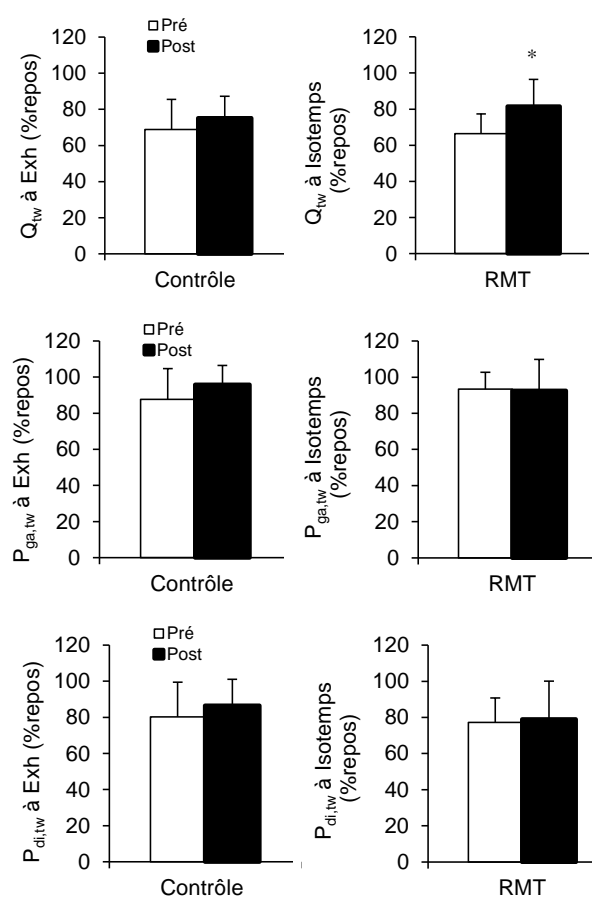 Pré
Post
120
100
80
60
40
20
0
Q_tw à Exh (%repos)
Contrôle
*
120
100
80
60
40
20
0
Q_tw à Isotemps
(%repos)
RMT
Pré
Post
120
100
80
60
40
20
0
P_ga,tw à Exh (%repos)
Contrôle
120
100
80
60
40
20
0
P_ga,tw à Isotemps
(%repos)
RMT
Pré
Post
120
100
80
60
40
20
0
P_di,tw à Exh (%repos)
Contrôle
120
100
80
60
40
20
0
P_di,tw à Isotemps
(%repos)
RMT